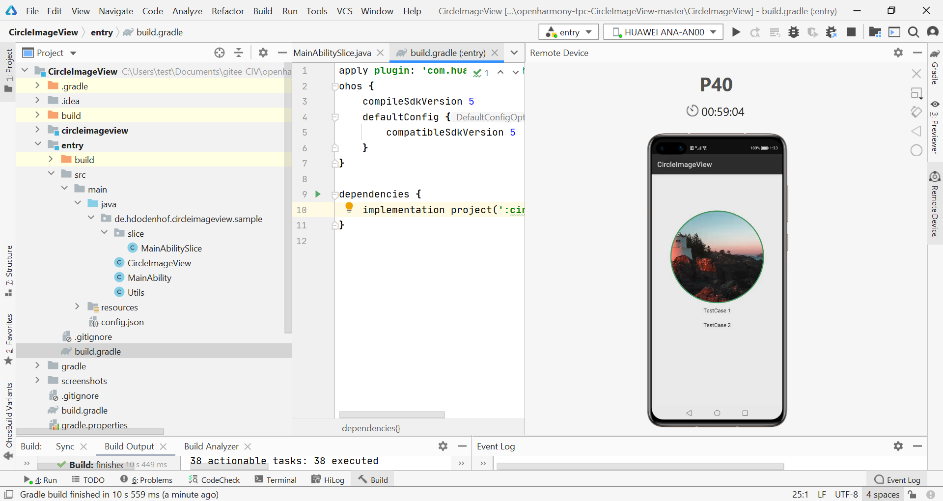 File Edit View Navigate Code Analyze Refactor Build Run Tools VCS Window Help CircleImageView [...\openharmony-tpc-CircleImageView-master\CircleImageView] - build.gradle (:entry)
CircleImageView entry build.gradle
entry HUAWEI ANA-AN00
Project
MainAbilitySlice.java build.gradle (:entry)
Remote Device
1: Project
CircleImageView C:\Users\test\Documents\gitee CIV\openha
.gradle
.idea
build
circleimageview
entry
build
src
main
java
de.hdodenhof.circleimageview.sample
slice
MainAbilitySlice
CircleImageView
MainAbility
Utils
resources
config.json
.gitignore
build.gradle
gradle
screenshots
.gitignore
build.gradle
gradle.properties
Z: Structure
2: Favorites
OhosBuild Variants
1 apply plugin: 'com.hua 1
2 ohos {
3 compileSdkVersion 5
4 defaultConfig { DefaultConfigOpt
5 compatibleSdkVersion 5
6 }
7 }
8
9 dependencies {
10 implementation project(':cir
11 }
12
dependencies{}
P40
00:59:04
100% 1:13
CircleImageView
TestCase 1
TestCase 2
Gradle
Previewer
Remote Device
Build: Sync Build Output Build Analyzer
Event Log
Build: finished 10 s 449 ms
38 actionable tasks: 38 executed
4: Run TODO 6: Problems CodeCheck Terminal HiLog Build Event Log
Gradle build finished in 10 s 559 ms (a minute ago) 25:1 LF UTF-8 4 spaces